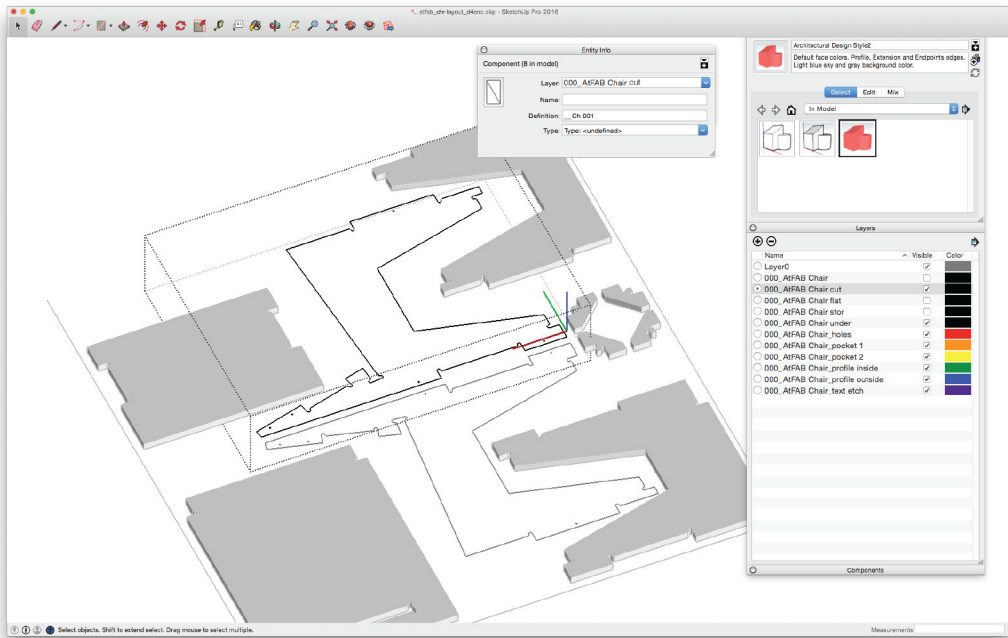 atfab_chr-layout_d4cnc.skp - SketchUp Pro 2016
Entity Info
Component (8 in model)
Layer: 000_AtFAB Chair cut
Name:
Definition: __Ch 001
Type: Type: <undefined>
Architectural Design Style2
Default face colors. Profile, Extension and Endpoints edges.
Light blue sky and gray background color.
Select Edit Mix
In Model
Layers
Name Visible Color
Layer0
000_AtFAB Chair
000_AtFAB Chair cut
000_AtFAB Chair flat
000_AtFAB Chair stor
000_AtFAB Chair under
000_AtFAB Chair_holes
000_AtFAB Chair_pocket 1
000_AtFAB Chair_pocket 2
000_AtFAB Chair_profile inside
000_AtFAB Chair_profile outside
000_AtFAB Chair_text etch
Components
Select objects. Shift to extend select. Drag mouse to select multiple.
Measurements